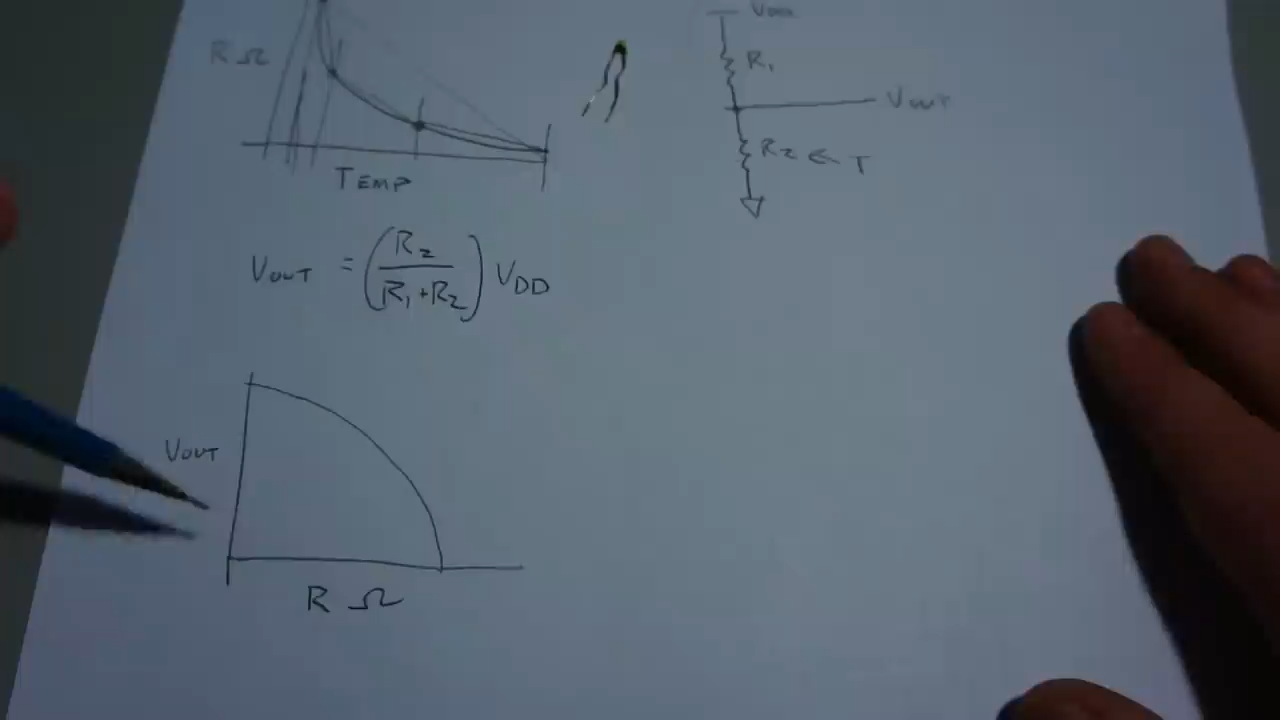 R Ω
TEMP
VDD
R1
VOUT
R2 ← T
VOUT = (R2 / R1+R2) VDD
VOUT
R Ω